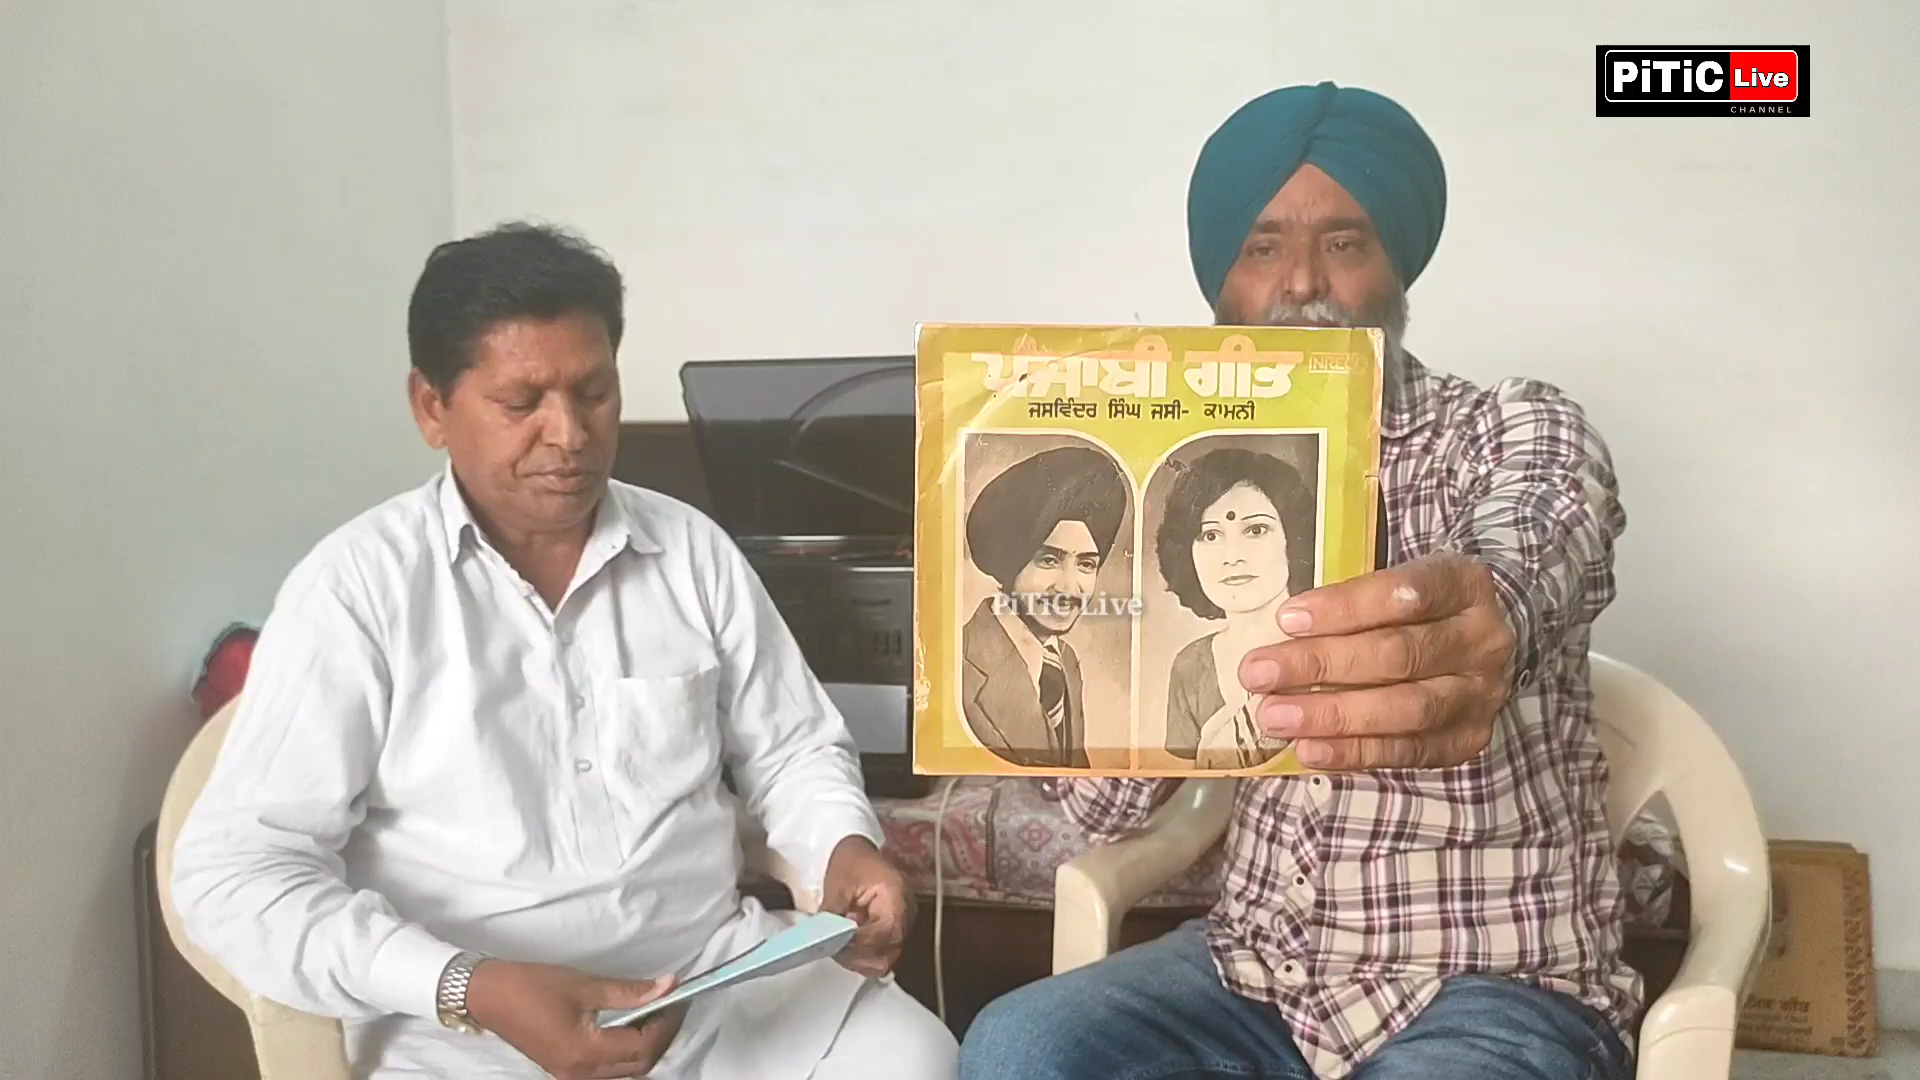 PiTiC Live
CHANNEL
ਪੰਜਾਬੀ ਗੀਤ
INRECO
ਜਸਵਿੰਦਰ ਸਿੰਘ ਜਸੀ- ਕਾਮਨੀ
PiTiC Live
ਗੀਤ